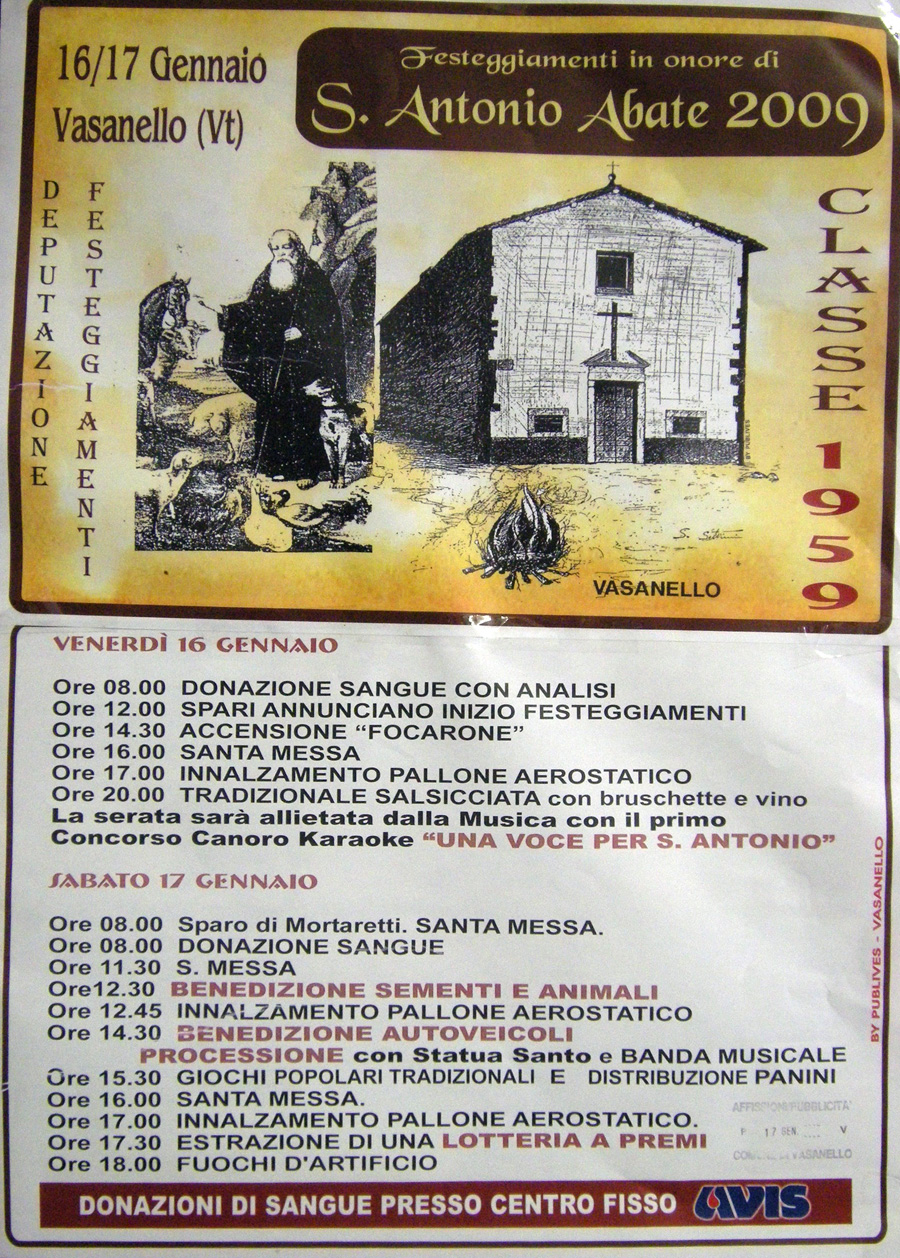 16/17 Gennaio
Vasanello (Vt)
Festeggiamenti in onore di
S. Antonio Abate 2009
DEPUTAZIONE
FESTEGGIAMENTI
CLASSE 1959
BY PUBLIVES
VASANELLO
VENERDÌ 16 GENNAIO
Ore 08.00 DONAZIONE SANGUE CON ANALISI
Ore 12.00 SPARI ANNUNCIANO INIZIO FESTEGGIAMENTI
Ore 14.30 ACCENSIONE “FOCARONE”
Ore 16.00 SANTA MESSA
Ore 17.00 INNALZAMENTO PALLONE AEROSTATICO
Ore 20.00 TRADIZIONALE SALSICCIATA con bruschette e vino
La serata sarà allietata dalla Musica con il primo
Concorso Canoro Karaoke “UNA VOCE PER S. ANTONIO”
SABATO 17 GENNAIO
Ore 08.00 Sparo di Mortaretti. SANTA MESSA.
Ore 08.00 DONAZIONE SANGUE
Ore 11.30 S. MESSA
Ore12.30 BENEDIZIONE SEMENTI E ANIMALI
Ore 12.45 INNALZAMENTO PALLONE AEROSTATICO
Ore 14.30 BENEDIZIONE AUTOVEICOLI
PROCESSIONE con Statua Santo e BANDA MUSICALE
Ore 15.30 GIOCHI POPOLARI TRADIZIONALI E DISTRIBUZIONE PANINI
Ore 16.00 SANTA MESSA.
Ore 17.00 INNALZAMENTO PALLONE AEROSTATICO.
Ore 17.30 ESTRAZIONE DI UNA LOTTERIA A PREMI
Ore 18.00 FUOCHI D'ARTIFICIO
BY PUBLIVES - VASANELLO
AFFISSIONI/PUBBLICITA'
17 GEN.
V
VASANELLO
DONAZIONI DI SANGUE PRESSO CENTRO FISSO AVIS